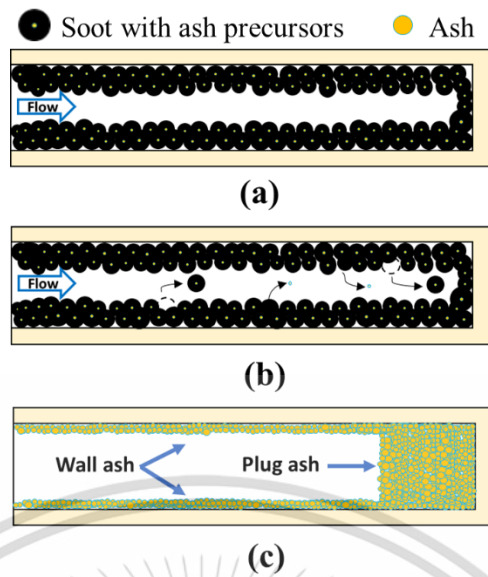 Soot with ash precursors Ash
Flow
(a)
Flow
(b)
Wall ash Plug ash
(c)